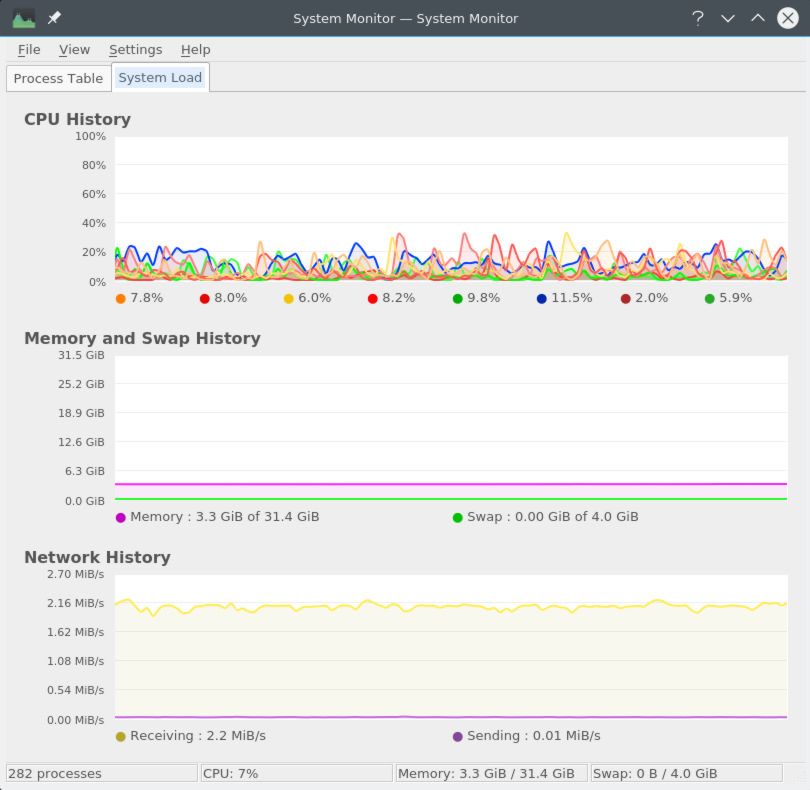 System Monitor — System Monitor
?
File View Settings Help
Process Table System Load
CPU History
100%
80%
60%
40%
20%
0%
7.8% 8.0% 6.0% 8.2% 9.8% 11.5% 2.0% 5.9%
Memory and Swap History
31.5 GiB
25.2 GiB
18.9 GiB
12.6 GiB
6.3 GiB
0.0 GiB
Memory : 3.3 GiB of 31.4 GiB Swap : 0.00 GiB of 4.0 GiB
Network History
2.70 MiB/s
2.16 MiB/s
1.62 MiB/s
1.08 MiB/s
0.54 MiB/s
0.00 MiB/s
Receiving : 2.2 MiB/s Sending : 0.01 MiB/s
282 processes CPU: 7% Memory: 3.3 GiB / 31.4 GiB Swap: 0 B / 4.0 GiB